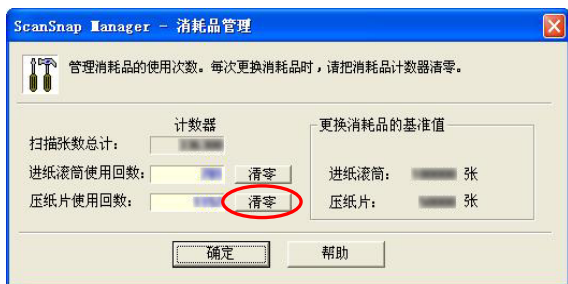 ScanSnap Manager - 消耗品管理
管理消耗品的使用次数。每次更换消耗品时，请把消耗品计数器清零。
计数器
扫描张数总计：
进纸滚筒使用回数： 清零
压纸片使用回数： 清零
更换消耗品的基准值
进纸滚筒： 张
压纸片： 张
确定 帮助